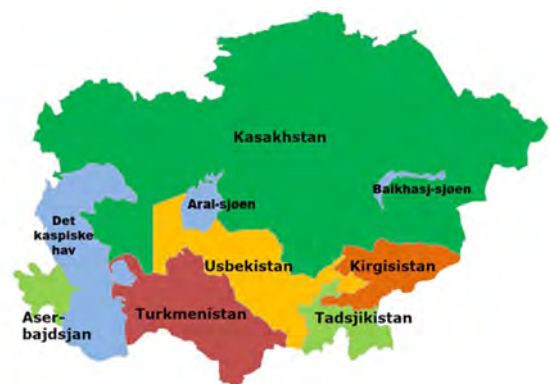 Kasakhstan
Balkhasj-sjøen
Aral-sjøen
Det
kaspiske
hav
Usbekistan
Kirgisistan
Turkmenistan
Tadsjikistan
Aser-
bajdsjan